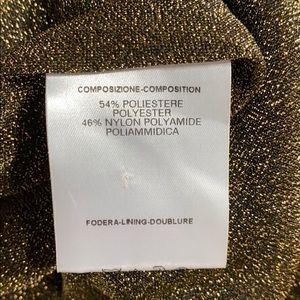 COMPOSIZIONE-COMPOSITION
54% POLIESTERE
POLYESTER
46% NYLON POLYAMIDE
POLIAMMIDICA
FODERA-LINING-DOUBLURE